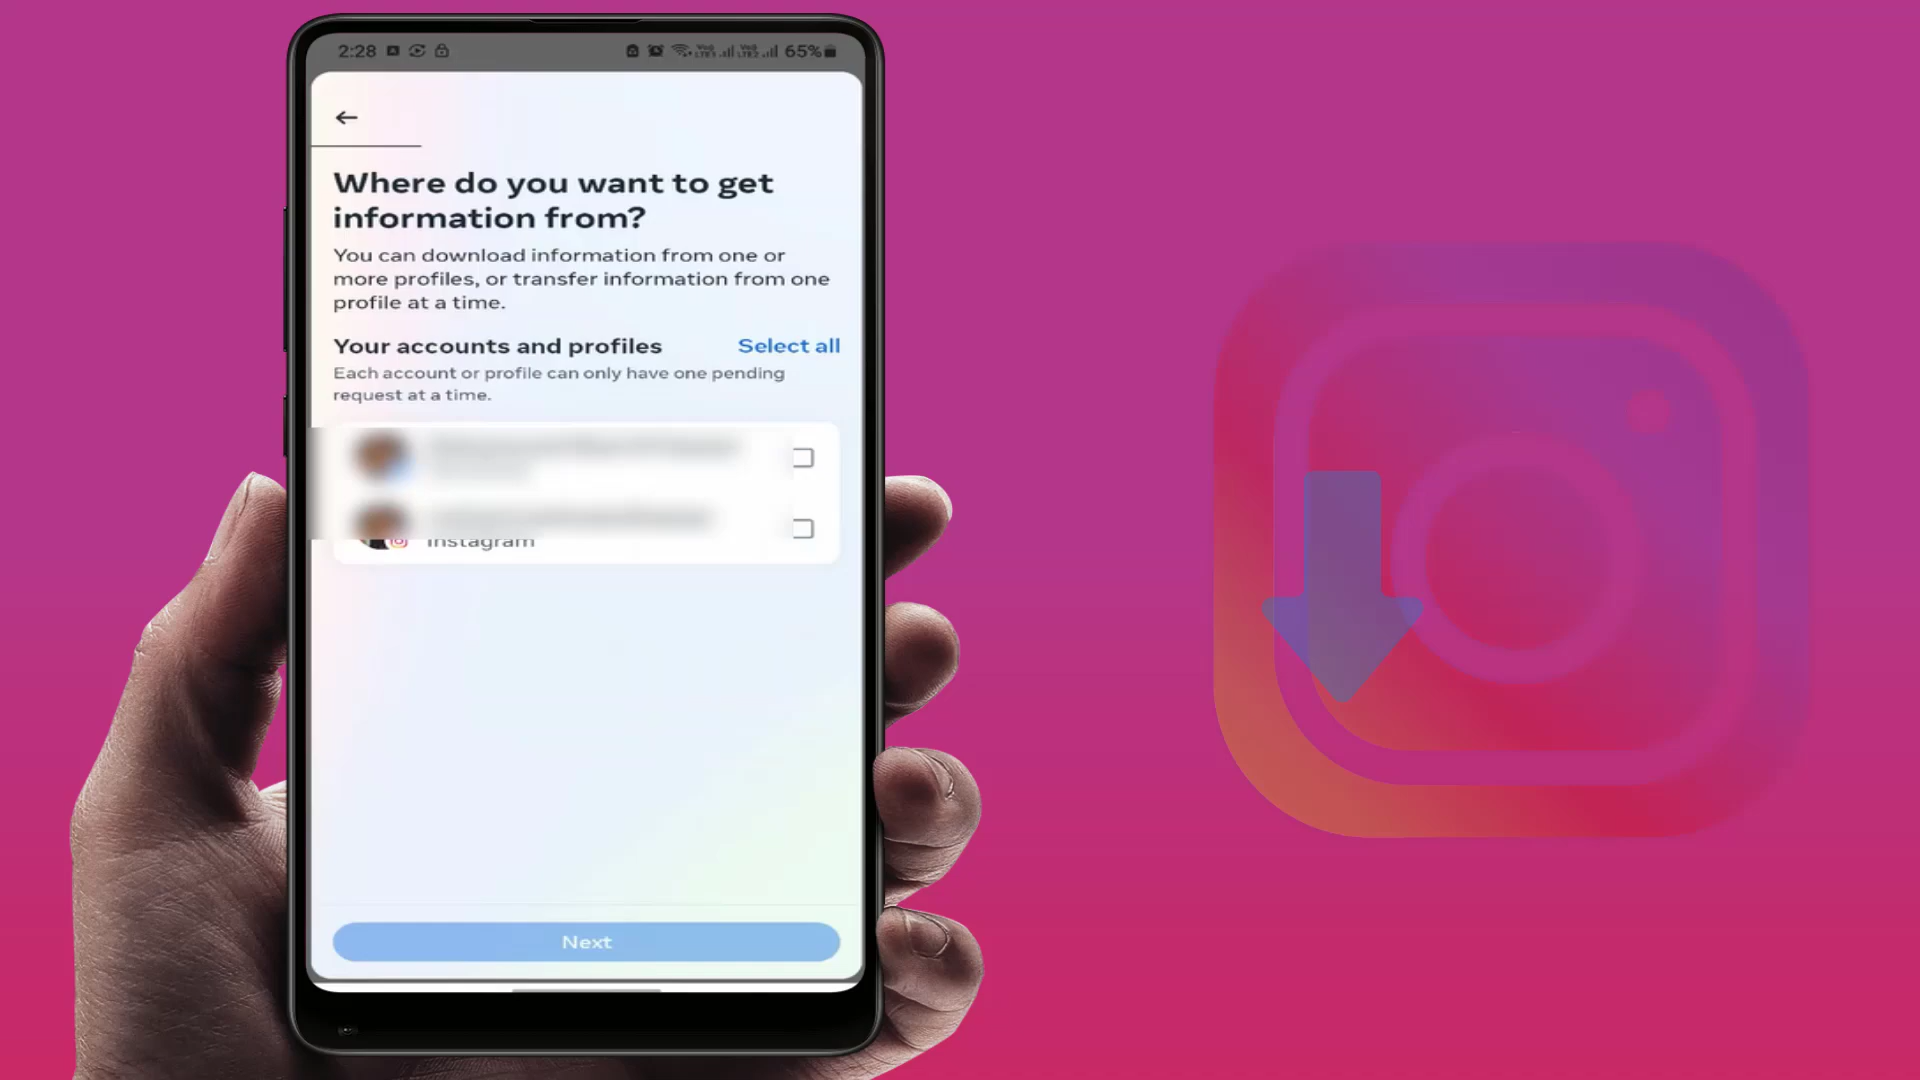 2:28
65%
Where do you want to get
information from?
You can download information from one or
more profiles, or transfer information from one
profile at a time.
Your accounts and profiles
Select all
Each account or profile can only have one pending
request at a time.
Instagram
Next